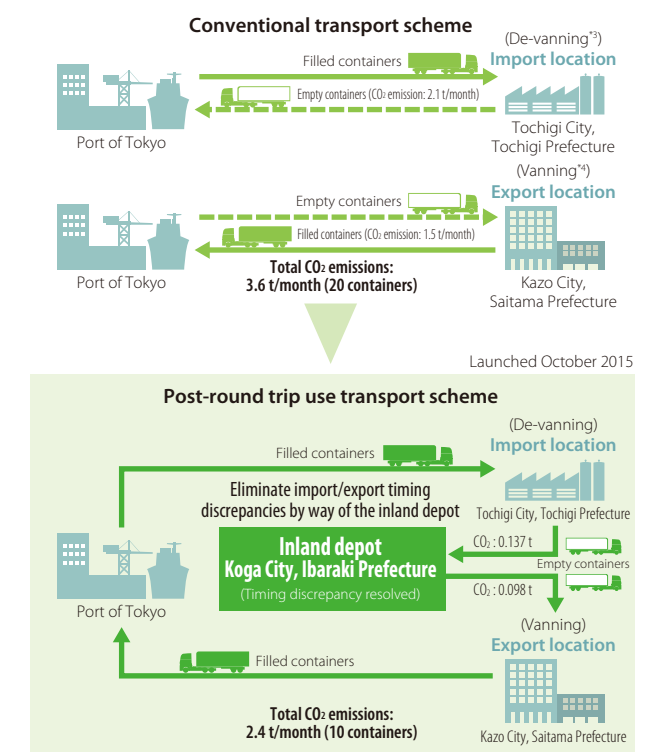 Conventional transport scheme
(De-vanning*3)
Import location
Filled containers
Empty containers (CO2 emission: 2.1 t/month)
Port of Tokyo
Tochigi City,
Tochigi Prefecture
(Vanning*4)
Export location
Empty containers
Filled containers (CO2 emission: 1.5 t/month)
Port of Tokyo
Total CO2 emissions:
3.6 t/month (20 containers)
Kazo City,
Saitama Prefecture
Launched October 2015
Post-round trip use transport scheme
(De-vanning)
Import location
Filled containers
Eliminate import/export timing
discrepancies by way of the inland depot
Tochigi City, Tochigi Prefecture
Inland depot
Koga City, Ibaraki Prefecture
(Timing discrepancy resolved)
CO2 : 0.137 t
Empty containers
CO2 : 0.098 t
Port of Tokyo
(Vanning)
Export location
Filled containers
Total CO2 emissions:
2.4 t/month (10 containers)
Kazo City, Saitama Prefecture